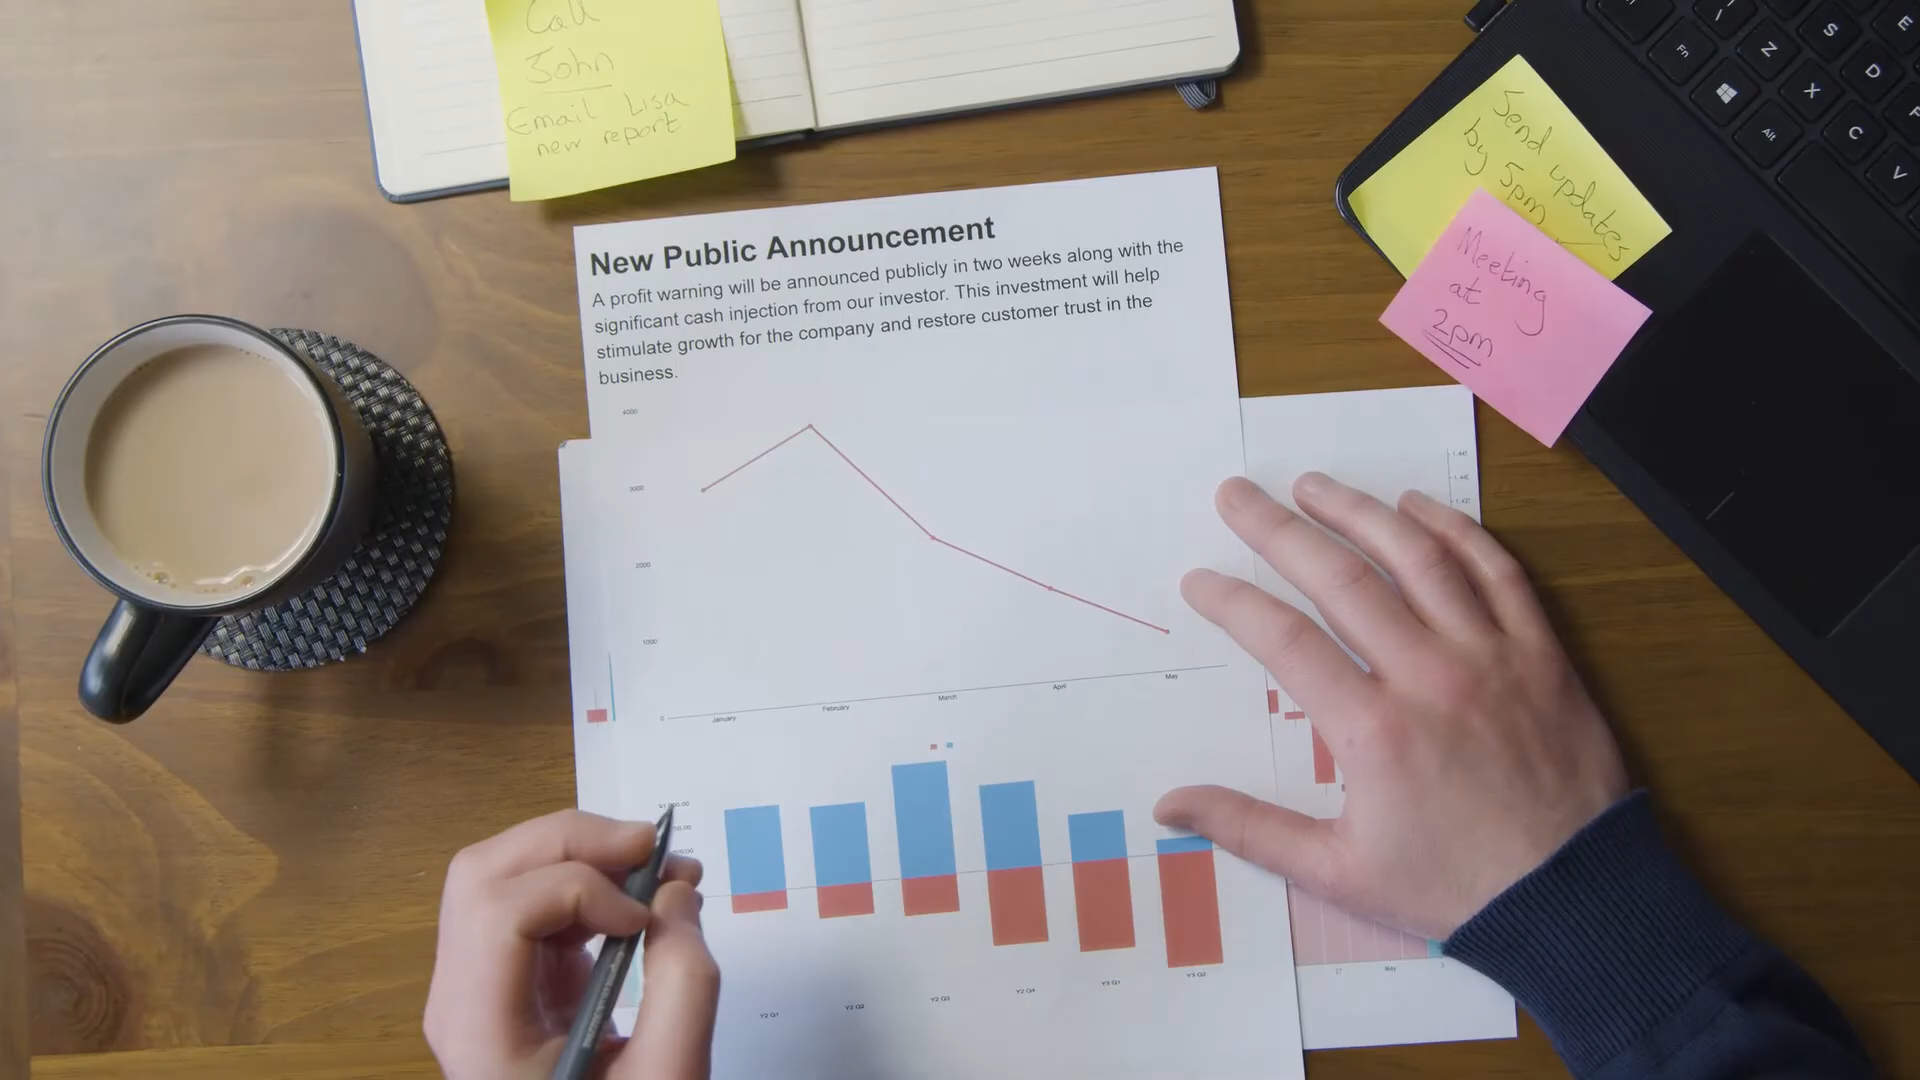 Call
John
Email Lisa
new report
Send updates
by 5pm
Meeting
at
2pm
New Public Announcement
A profit warning will be announced publicly in two weeks along with the
significant cash injection from our investor. This investment will help
stimulate growth for the company and restore customer trust in the
business.
4000
3000
2000
1000
0
January
February
March
April
May
Y2 Q1
Y2 Q2
Y2 Q3
Y2 Q4
Y3 Q1
Y3 Q2
27
May
3
Fn
Alt
Z
X
C
V
S
D
E